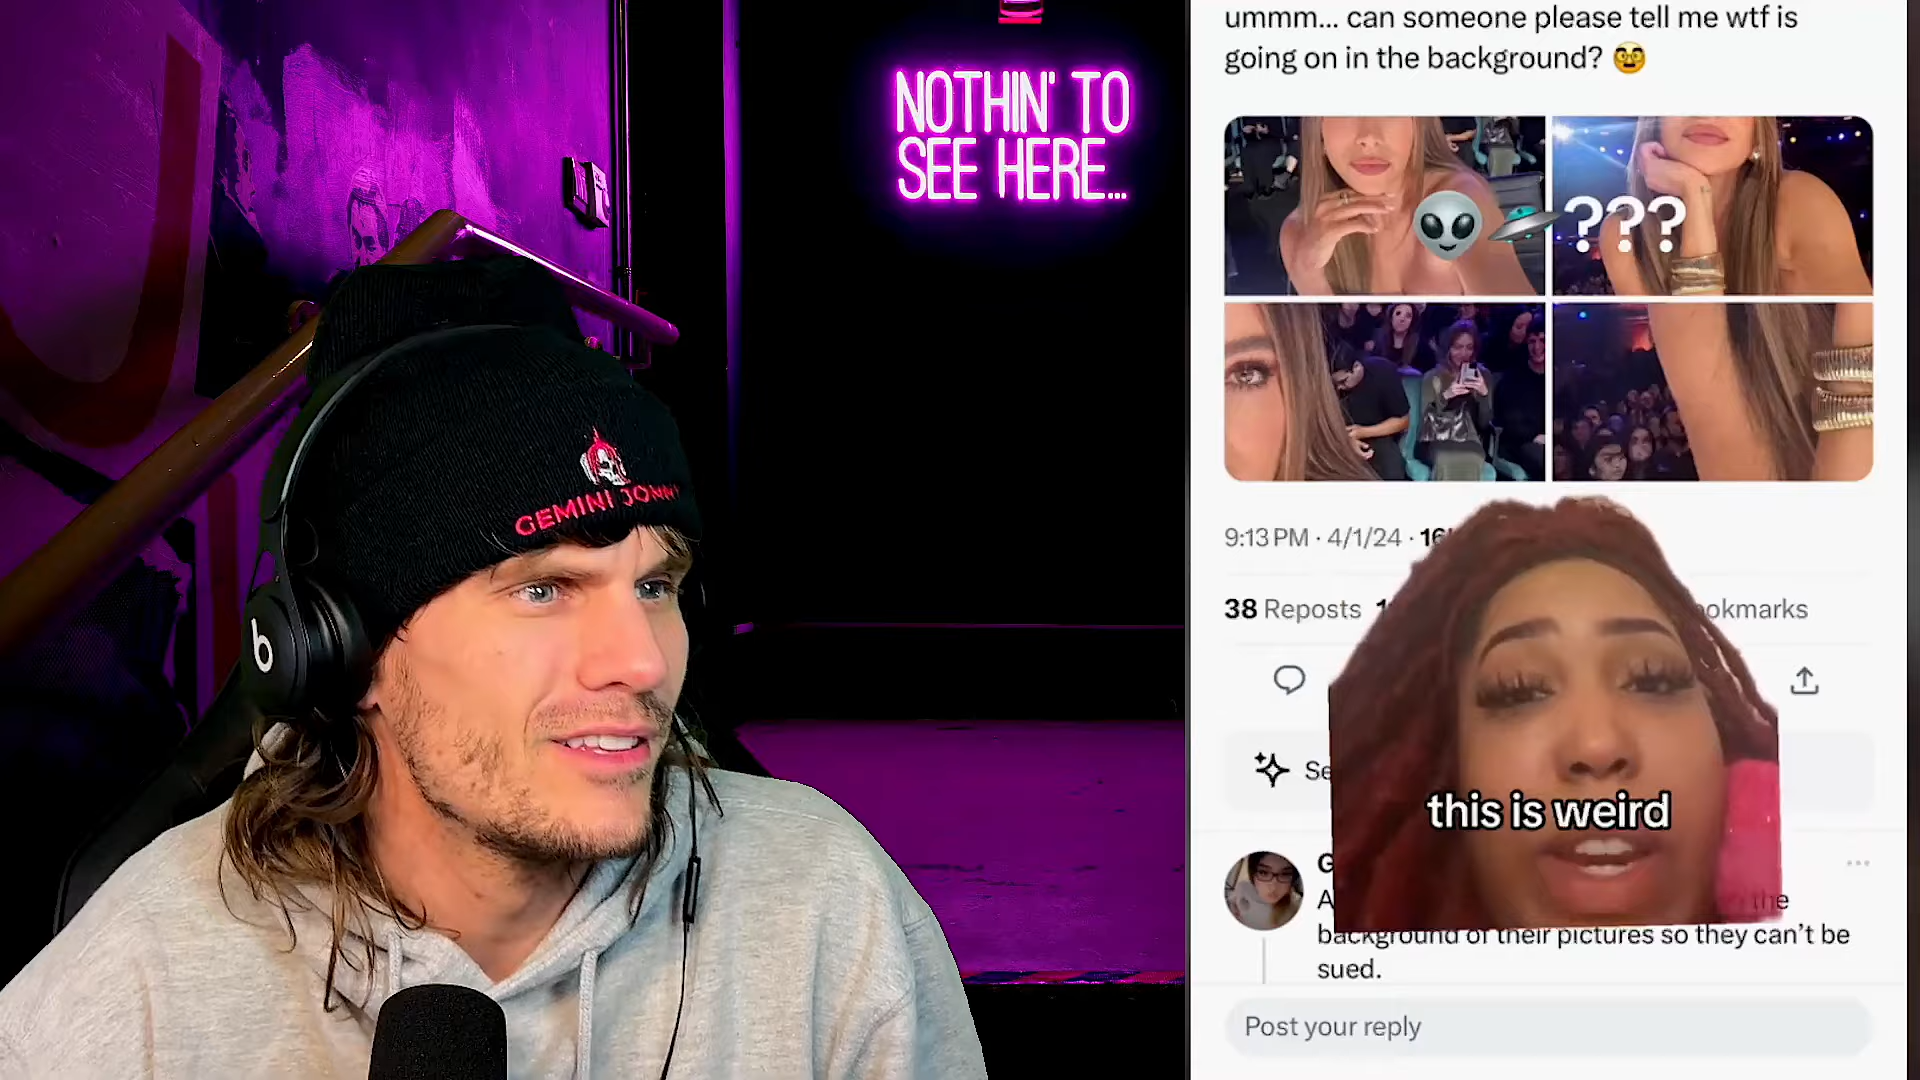 NOTHIN' TO
SEE HERE...
GEMINI JONNY
b
ummm... can someone please tell me wtf is
going on in the background? 🥸
👽🛸???
9:13 PM · 4/1/24 ·
38 Reposts
this is weird
the
background of their pictures so they can't be
sued.
Post your reply